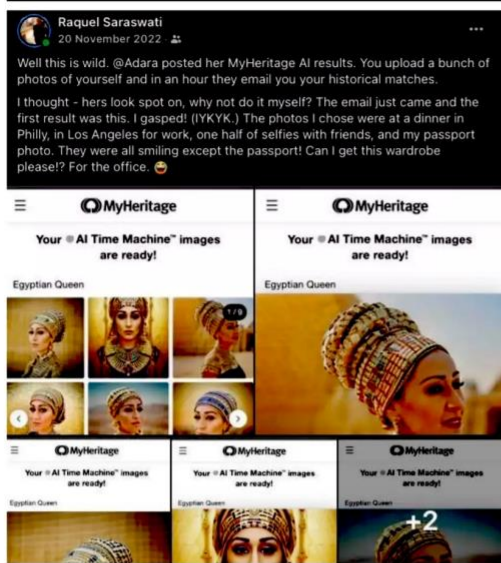 Raquel Saraswati
20 November 2022
Well this is wild. @Adara posted her MyHeritage AI results. You upload a bunch of
photos of yourself and in an hour they email you your historical matches.
I thought - hers look spot on, why not do it myself? The email just came and the
first result was this. I gasped! (IYKYK.) The photos I chose were at a dinner in
Philly, in Los Angeles for work, one half of selfies with friends, and my passport
photo. They were all smiling except the passport! Can I get this wardrobe
please!? For the office. 😂
MyHeritage
Your AI Time Machine™ images
are ready!
Egyptian Queen
1/9
MyHeritage
Your AI Time Machine™ images
are ready!
Egyptian Queen
MyHeritage
Your AI Time Machine™ images
are ready!
Egyptian Queen
MyHeritage
Your AI Time Machine™ images
are ready!
Egyptian Queen
MyHeritage
Your AI Time Machine™ images
are ready!
Egyptian Queen
+2